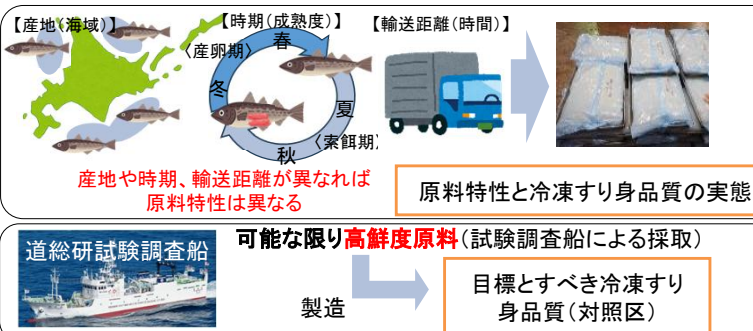 【産地(海域)】
【時期(成熟度)】
【輸送距離(時間)】
〈産卵期〉
春
冬
夏
〈索餌期〉
秋
産地や時期、輸送距離が異なれば
原料特性は異なる
原料特性と冷凍すり身品質の実態
道総研試験調査船
可能な限り高鮮度原料(試験調査船による採取)
製造
目標とすべき冷凍すり
身品質(対照区)